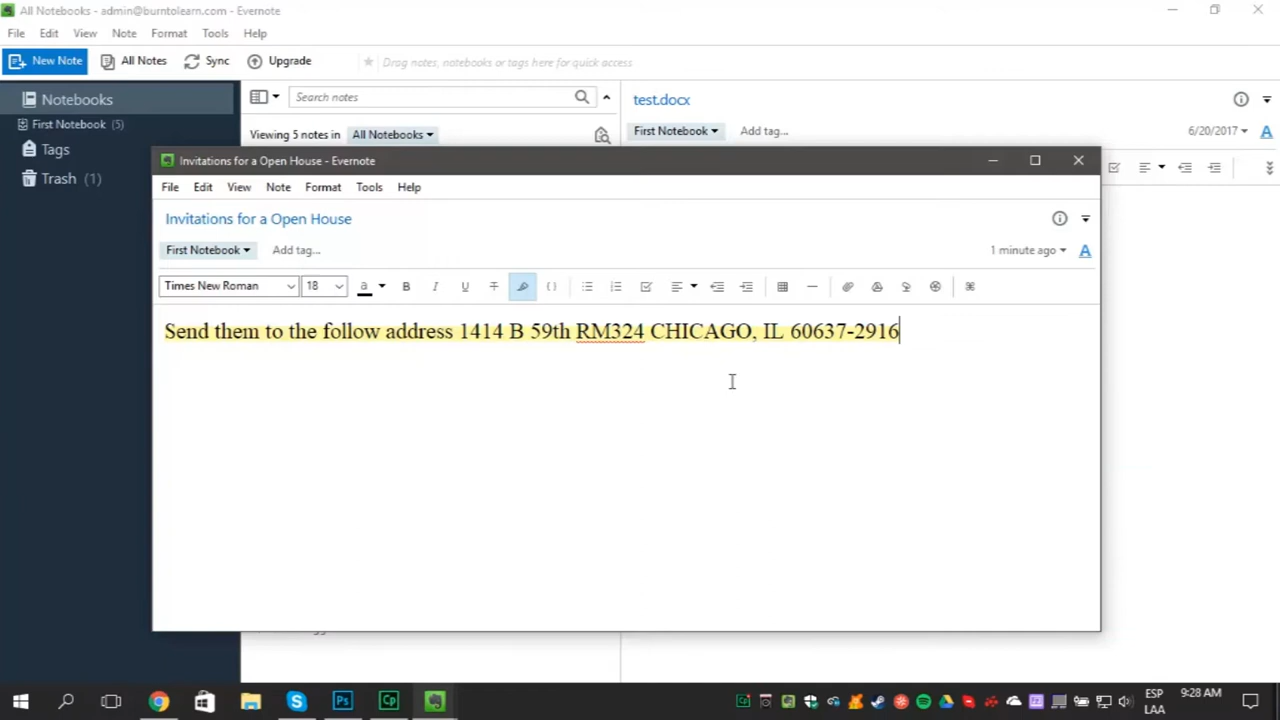 All Notebooks - admin@burntolearn.com - Evernote
File Edit View Note Format Tools Help
New Note All Notes Sync Upgrade Drag notes, notebooks or tags here for quick access
Notebooks
First Notebook (5)
Tags
Trash (1)
Search notes
Viewing 5 notes in All Notebooks
test.docx
First Notebook Add tag... 6/20/2017
Invitations for a Open House - Evernote
File Edit View Note Format Tools Help
Invitations for a Open House
First Notebook Add tag... 1 minute ago
Times New Roman 18 a B I U T
Send them to the follow address 1414 B 59th RM324 CHICAGO, IL 60637-2916
Ps Cp
ESP
LAA
9:28 AM